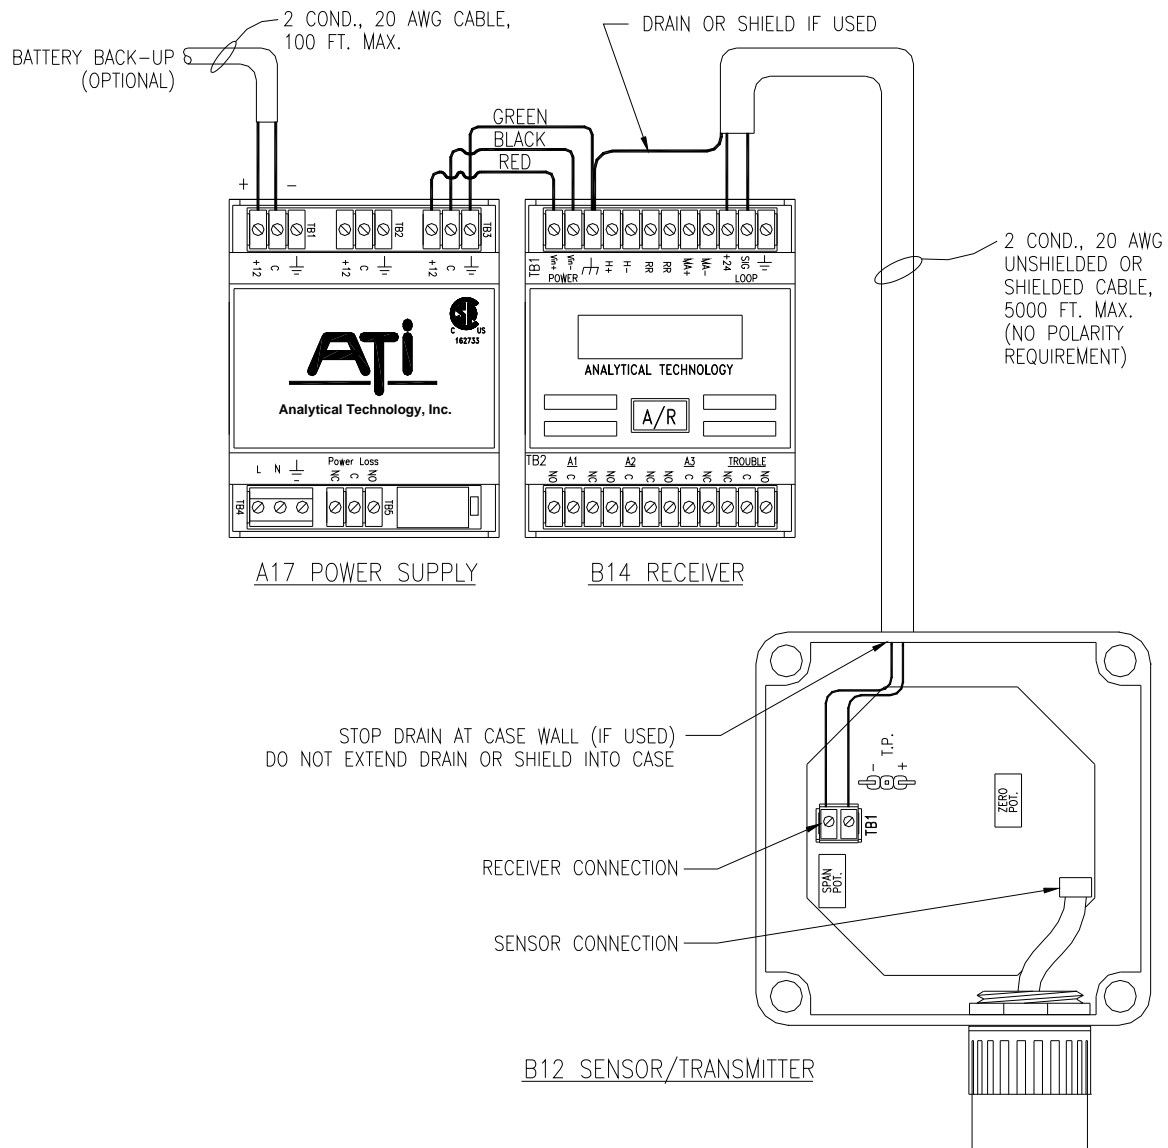 2 COND., 20 AWG CABLE,
100 FT. MAX.
BATTERY BACK-UP
(OPTIONAL)
DRAIN OR SHIELD IF USED
GREEN
BLACK
RED
+ −
TB1
TB2
TB3
+12 C
+12 C
+12 C
C US
162733
ATi
Analytical Technology, Inc.
L N
Power Loss
NC C NO
TB4
TB5
A17 POWER SUPPLY
TB1
Vin+ Vin- H+ H- RR RR MA+ MA- +24 SIG
POWER
LOOP
ANALYTICAL TECHNOLOGY
A/R
TB2 A1 A2 A3 TROUBLE
NO C NC NO C NC NO C NC NC C NO
B14 RECEIVER
2 COND., 20 AWG
UNSHIELDED OR
SHIELDED CABLE,
5000 FT. MAX.
(NO POLARITY
REQUIREMENT)
STOP DRAIN AT CASE WALL (IF USED)
DO NOT EXTEND DRAIN OR SHIELD INTO CASE
T.P.
- +
ZERO
POT.
TB1
RECEIVER CONNECTION
SPAN
POT.
SENSOR CONNECTION
B12 SENSOR/TRANSMITTER